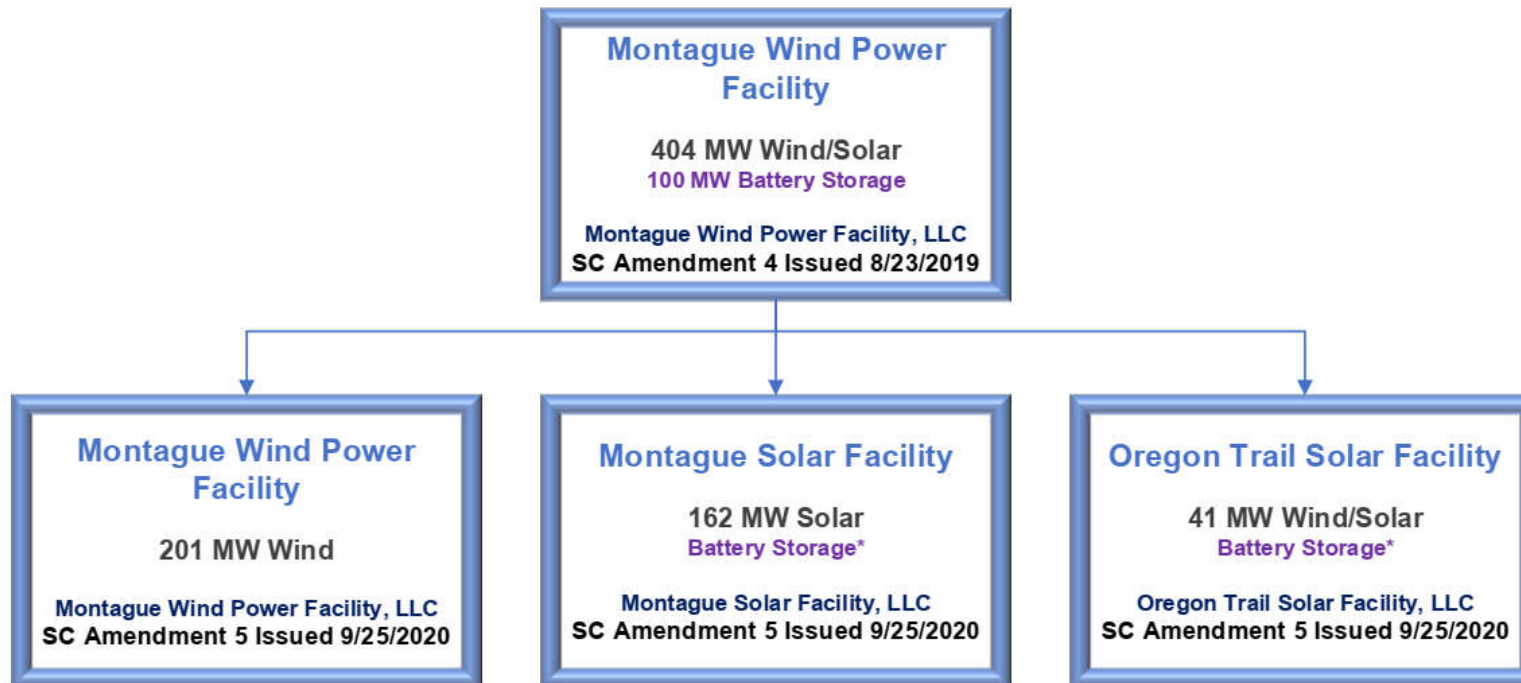 Montague Wind Power
Facility
404 MW Wind/Solar
100 MW Battery Storage
Montague Wind Power Facility, LLC
SC Amendment 4 Issued 8/23/2019
Montague Wind Power
Facility
201 MW Wind
Montague Wind Power Facility, LLC
SC Amendment 5 Issued 9/25/2020
Montague Solar Facility
162 MW Solar
Battery Storage*
Montague Solar Facility, LLC
SC Amendment 5 Issued 9/25/2020
Oregon Trail Solar Facility
41 MW Wind/Solar
Battery Storage*
Oregon Trail Solar Facility, LLC
SC Amendment 5 Issued 9/25/2020